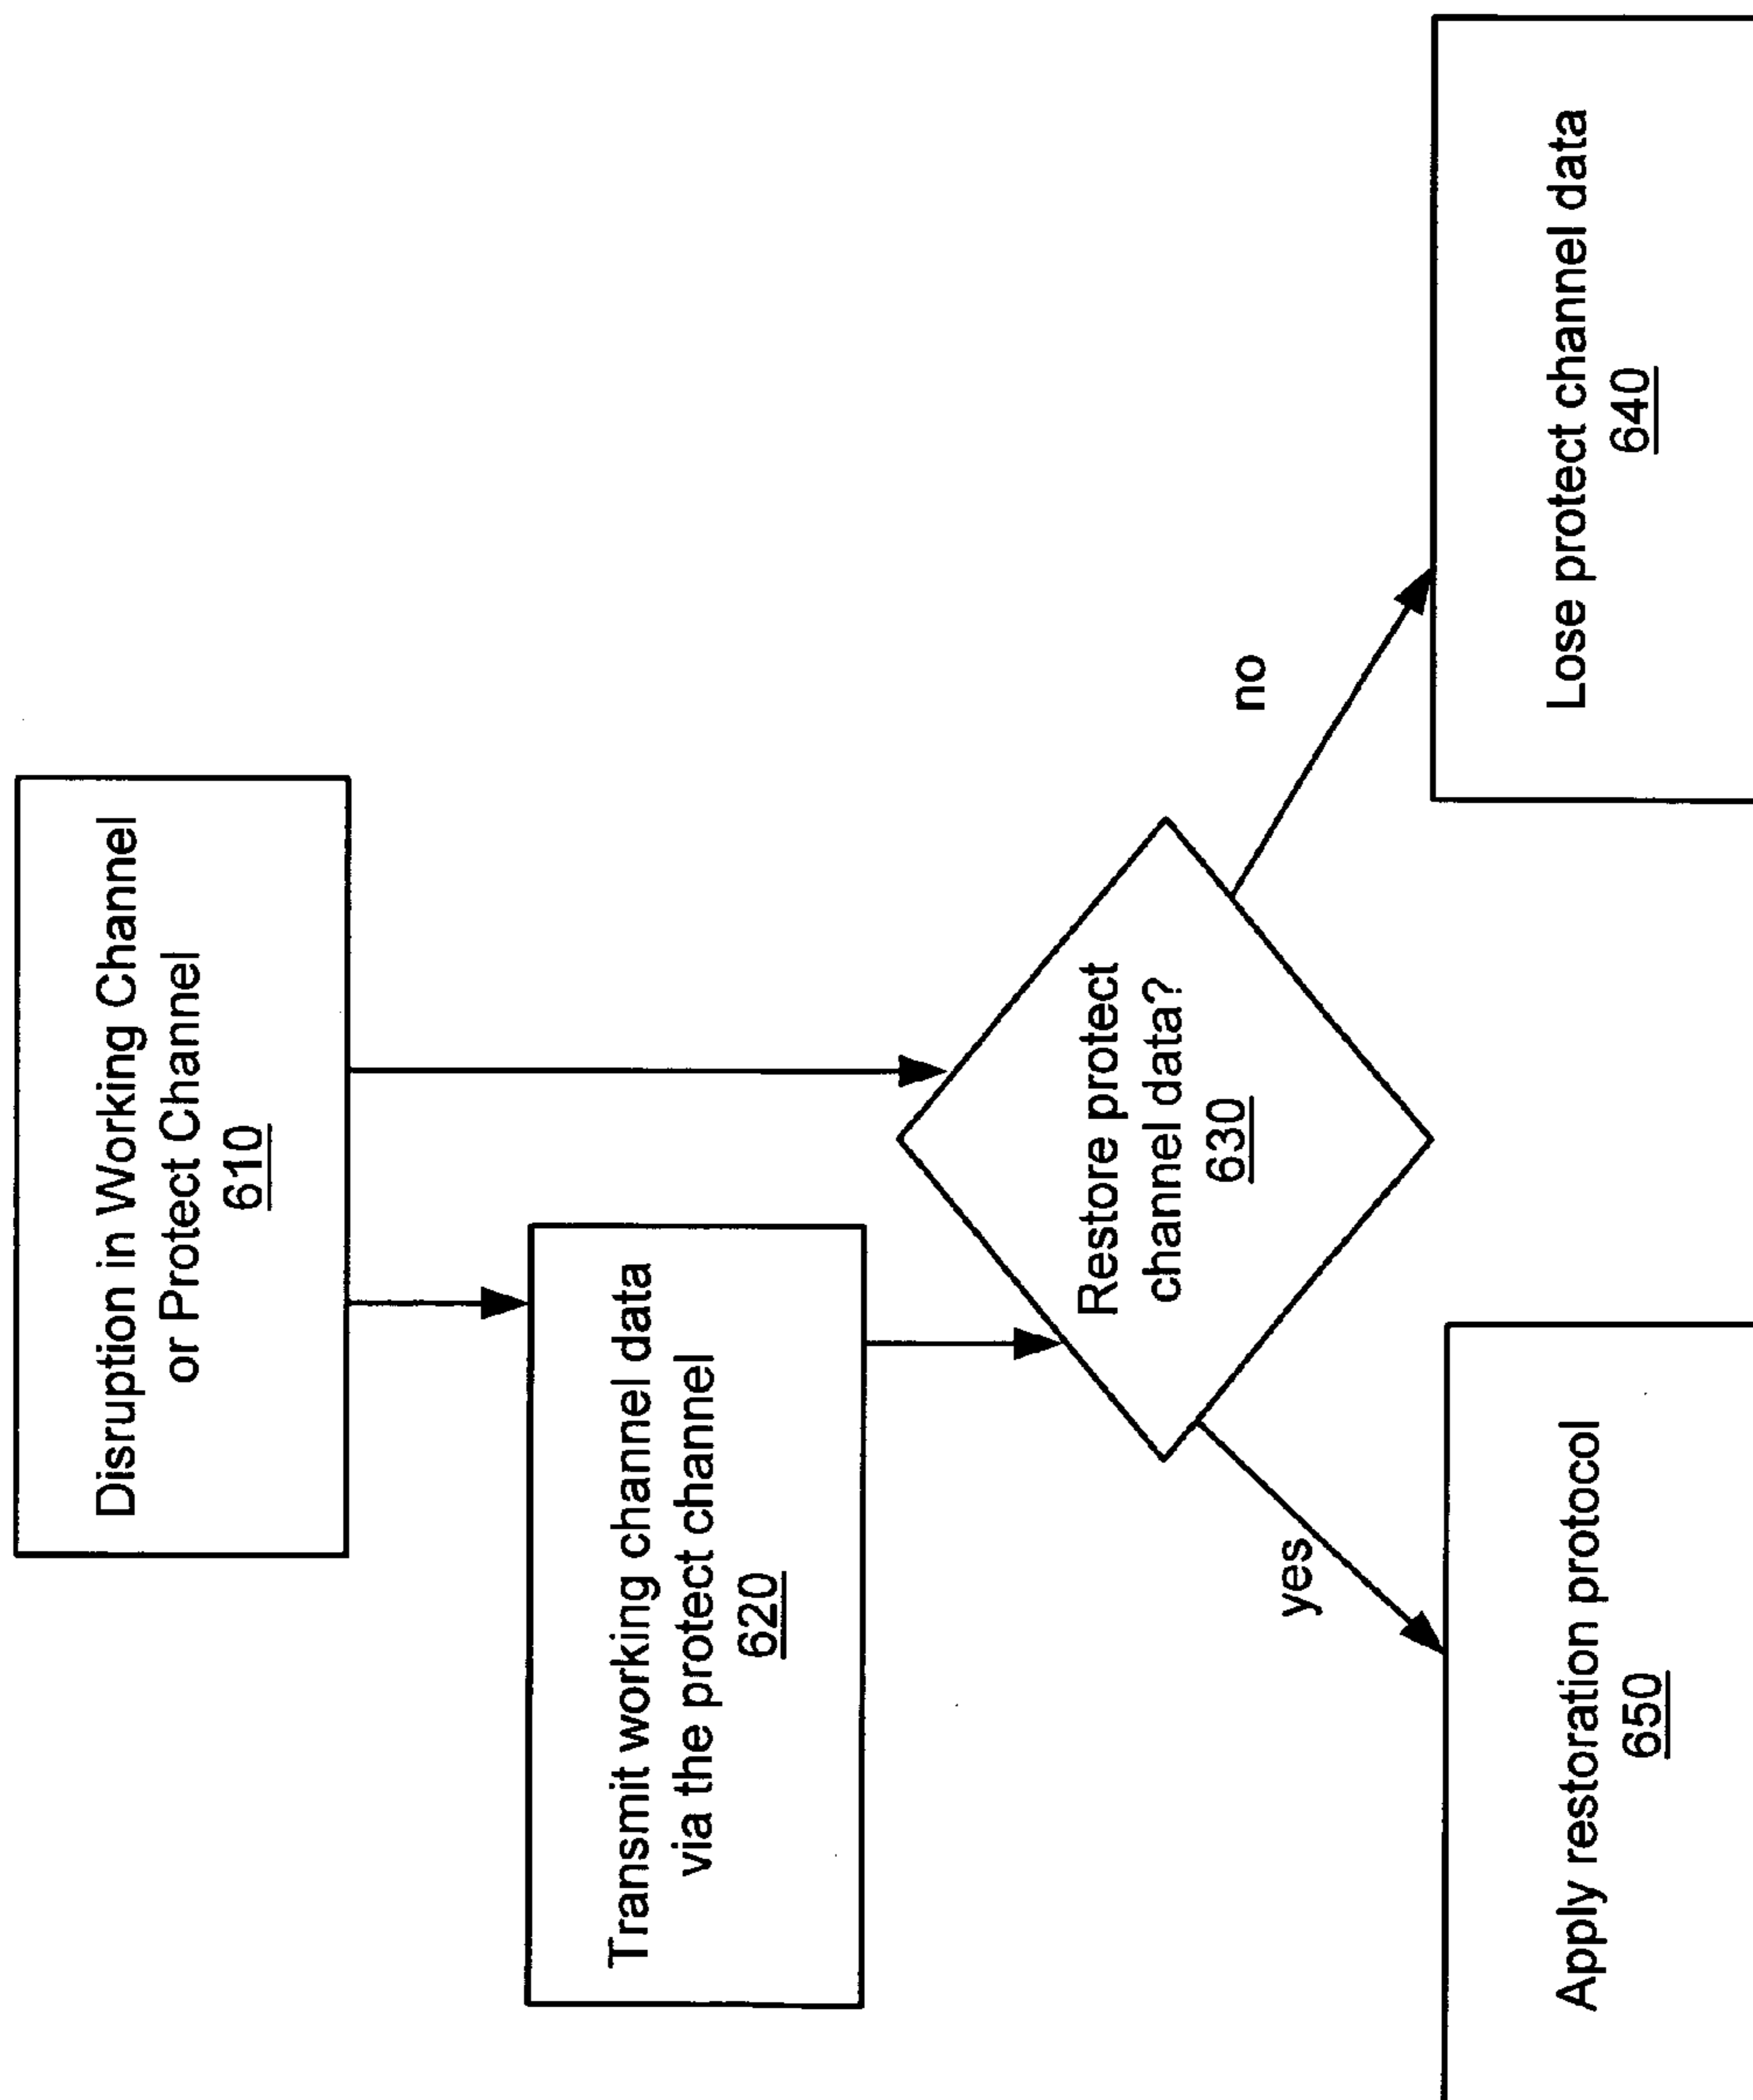 Disruption in Working Channel
or Protect Channel
610
Transmit working channel data
via the protect channel
620
Restore protect
channel data?
630
yes
no
Apply restoration protocol
650
Lose protect channel data
640